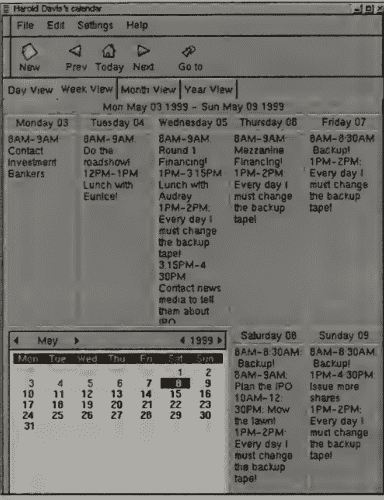 Harold Davis's calendar
File Edit Settings Help
New Prev Today Next Go to
Day View Week View Month View Year View
Mon May 03 1999 - Sun May 09 1999
Monday 03
8AM-9AM
Contact
Investment
Bankers
Tuesday 04
8AM-9AM
Do the
roadshow!
12PM-1PM
Lunch with
Eunice!
Wednesday 05
8AM-9AM
Round 1
Financing!
1PM-3:15PM
Lunch with
Audrey
1PM-2PM:
Every day I
must change
the backup
tape!
3:15PM-4
30PM
Contact news
media to tell
them about
IPO
Thursday 06
8AM-9AM
Mezzanine
Financing!
1PM-2PM
Every day I
must change
the backup
tape!
Friday 07
8AM-8:30AM
Backup!
1PM-2PM:
Every day I
must change
the backup
tape!
May 1999
Mon Tue Wed Thu Fri Sat Sun
1 2
3 4 5 6 7 8 9
10 11 12 13 14 15 16
17 18 19 20 21 22 23
24 25 26 27 28 29 30
31
Saturday 08
8AM-8:30AM:
Backup!
8AM-9AM:
Plan the IPO
10AM-12:
30PM: Mow
the lawn!
1PM-2PM:
Every day I
must change
the backup
tape!
Sunday 09
8AM-8:30AM:
Backup!
1PM-4PM:
Issue more
shares
1PM-2PM:
Every day I
must change
the backup
tape!